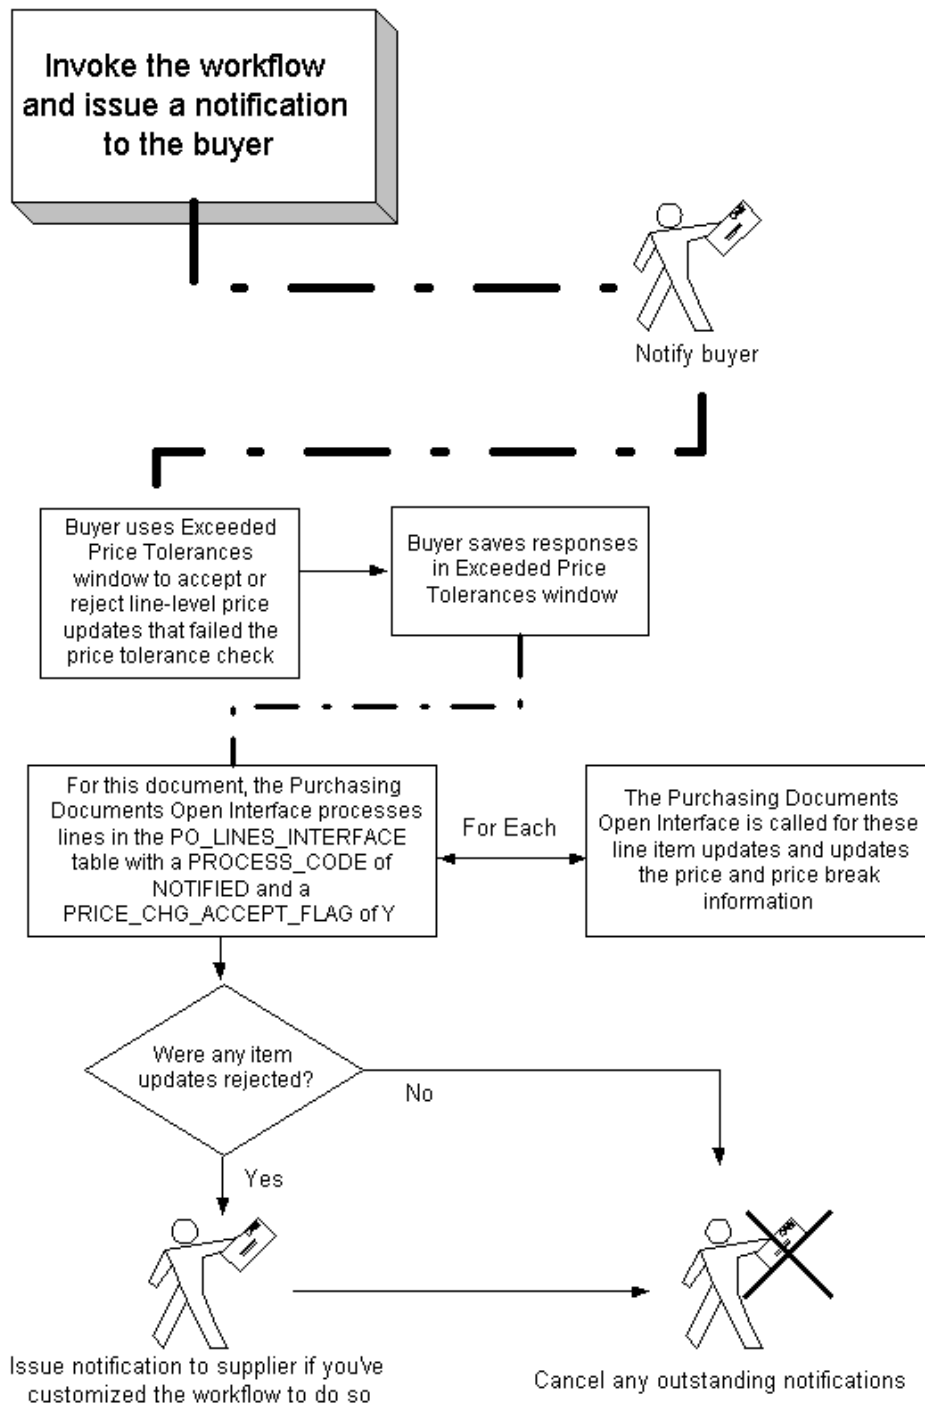 Invoke the workflow
and issue a notification
to the buyer
Notify buyer
Buyer uses Exceeded
Price Tolerances
window to accept or
reject line-level price
updates that failed the
price tolerance check
Buyer saves responses
in Exceeded Price
Tolerances window
For this document, the Purchasing
Documents Open Interface processes
lines in the PO_LINES_INTERFACE
table with a PROCESS_CODE of
NOTIFIED and a
PRICE_CHG_ACCEPT_FLAG of Y
For Each
The Purchasing Documents
Open Interface is called for these
line item updates and updates
the price and price break
information
Were any item
updates rejected?
No
Yes
Issue notification to supplier if you've
customized the workflow to do so
Cancel any outstanding notifications